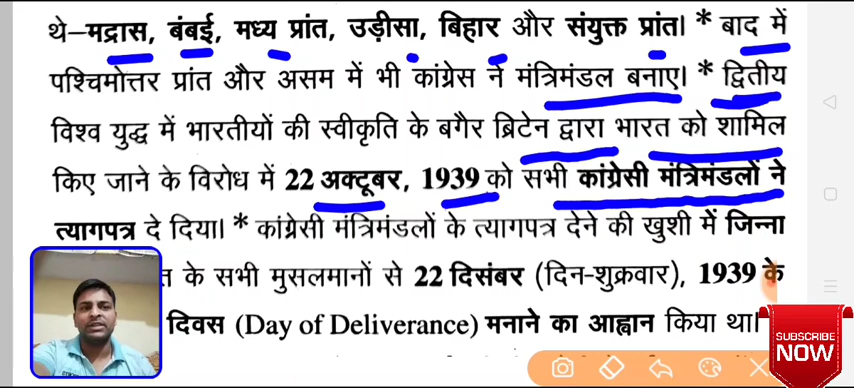 थे–मद्रास, बंबई, मध्य प्रांत, उड़ीसा, बिहार और संयुक्त प्रांत। * बाद में
पश्चिमोत्तर प्रांत और असम में भी कांग्रेस ने मंत्रिमंडल बनाए। * द्वितीय
विश्व युद्ध में भारतीयों की स्वीकृति के बगैर ब्रिटेन द्वारा भारत को शामिल
किए जाने के विरोध में 22 अक्टूबर, 1939 को सभी कांग्रेसी मंत्रिमंडलों ने
त्यागपत्र दे दिया। * कांग्रेसी मंत्रिमंडलों के त्यागपत्र देने की खुशी में जिन्ना
के सभी मुसलमानों से 22 दिसंबर (दिन-शुक्रवार), 1939 के
दिवस (Day of Deliverance) मनाने का आह्वान किया था।
SUBSCRIBE
NOW